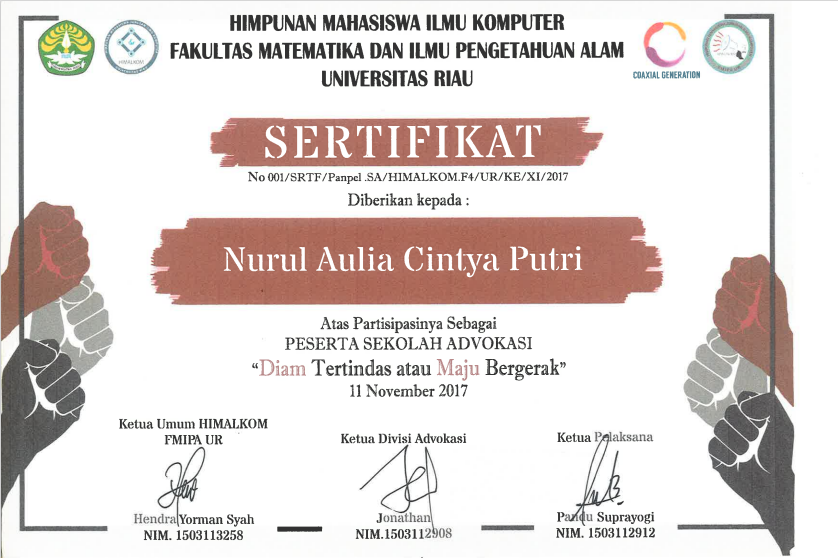 HIMPUNAN MAHASISWA ILMU KOMPUTER
FAKULTAS MATEMATIKA DAN ILMU PENGETAHUAN ALAM
UNIVERSITAS RIAU
HIMALKOM
COAXIAL GENERATION
SERTIFIKAT
No 001/SRTF/Panpel .SA/HIMALKOM.F4/UR/KE/XI/2017
Diberikan kepada :
Nurul Aulia Cintya Putri
Atas Partisipasinya Sebagai
PESERTA SEKOLAH ADVOKASI
“Diam Tertindas atau Maju Bergerak”
11 November 2017
Ketua Umum HIMALKOM
FMIPA UR
Hendra Yorman Syah
NIM. 1503113258
Ketua Divisi Advokasi
Jonathan
NIM.1503112908
Ketua Pelaksana
Pandu Suprayogi
NIM. 1503112912